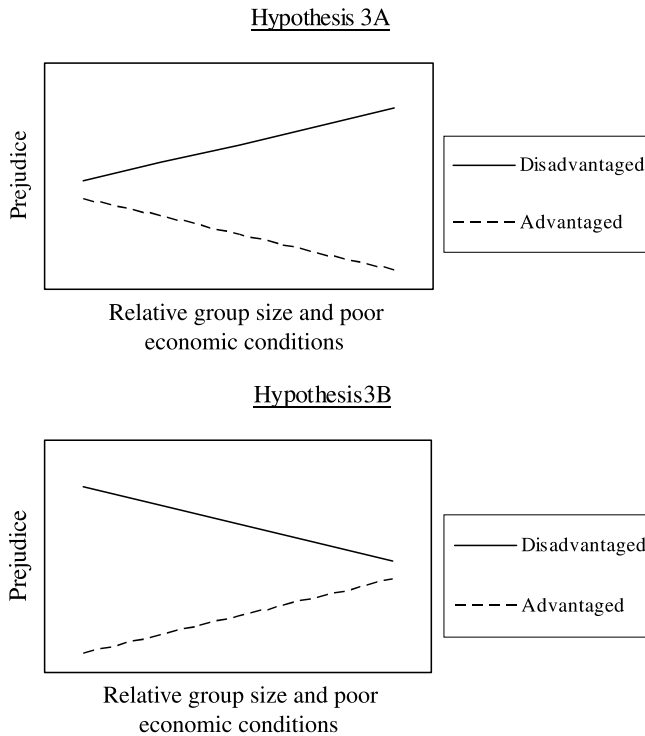 Hypothesis 3A
Prejudice
Disadvantaged
Advantaged
Relative group size and poor
economic conditions
Hypothesis3B
Prejudice
Disadvantaged
Advantaged
Relative group size and poor
economic conditions